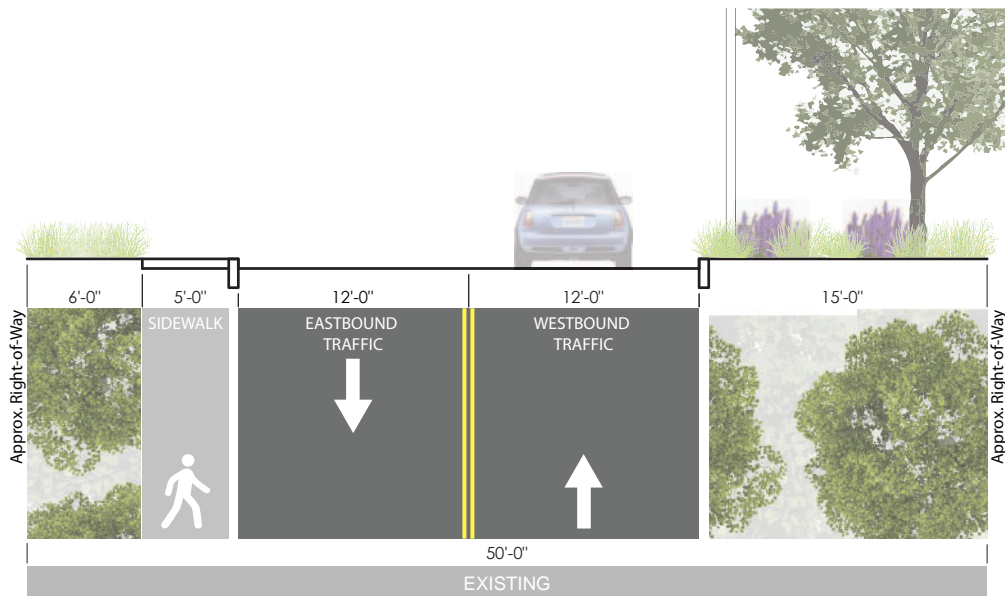 6'-0"
5'-0"
12'-0"
12'-0"
15'-0"
Approx. Right-of-Way
SIDEWALK
EASTBOUND
TRAFFIC
WESTBOUND
TRAFFIC
Approx. Right-of-Way
50'-0"
EXISTING